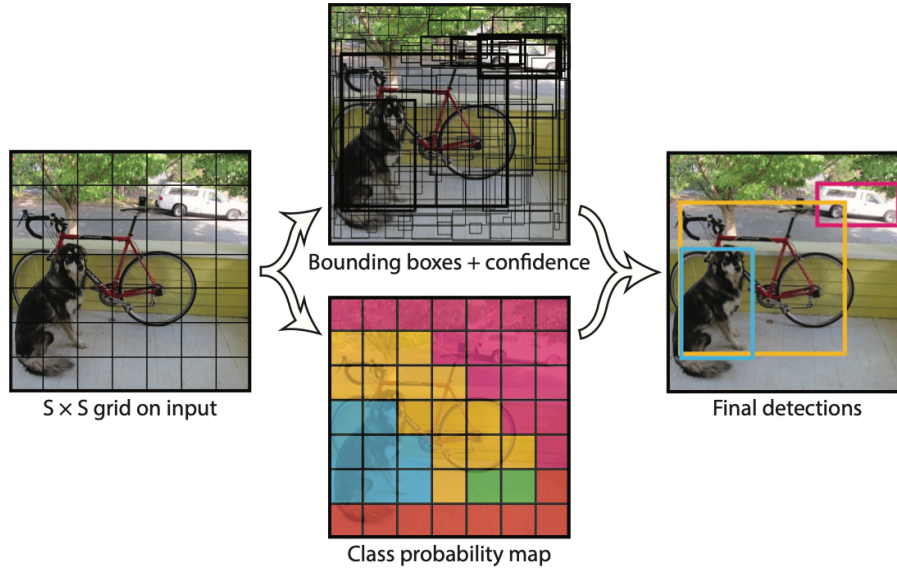 Bounding boxes + confidence
S × S grid on input
Final detections
Class probability map